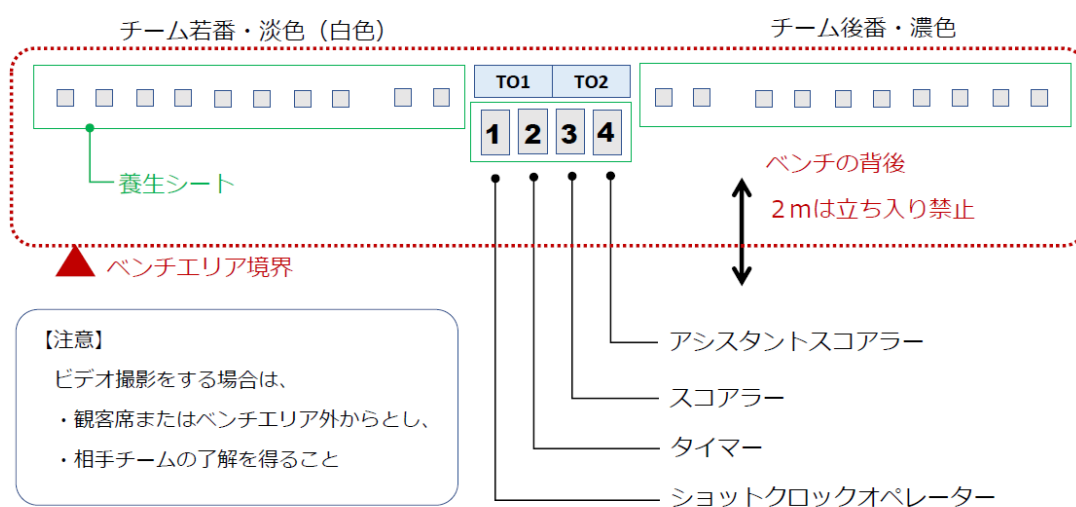 チーム若番・淡色（白色）
チーム後番・濃色
TO1 TO2
1 2 3 4
養生シート
ベンチの背後
２ｍは立ち入り禁止
ベンチエリア境界
【注意】
ビデオ撮影をする場合は、
・観客席またはベンチエリア外からとし、
・相手チームの了解を得ること
アシスタントスコアラー
スコアラー
タイマー
ショットクロックオペレーター